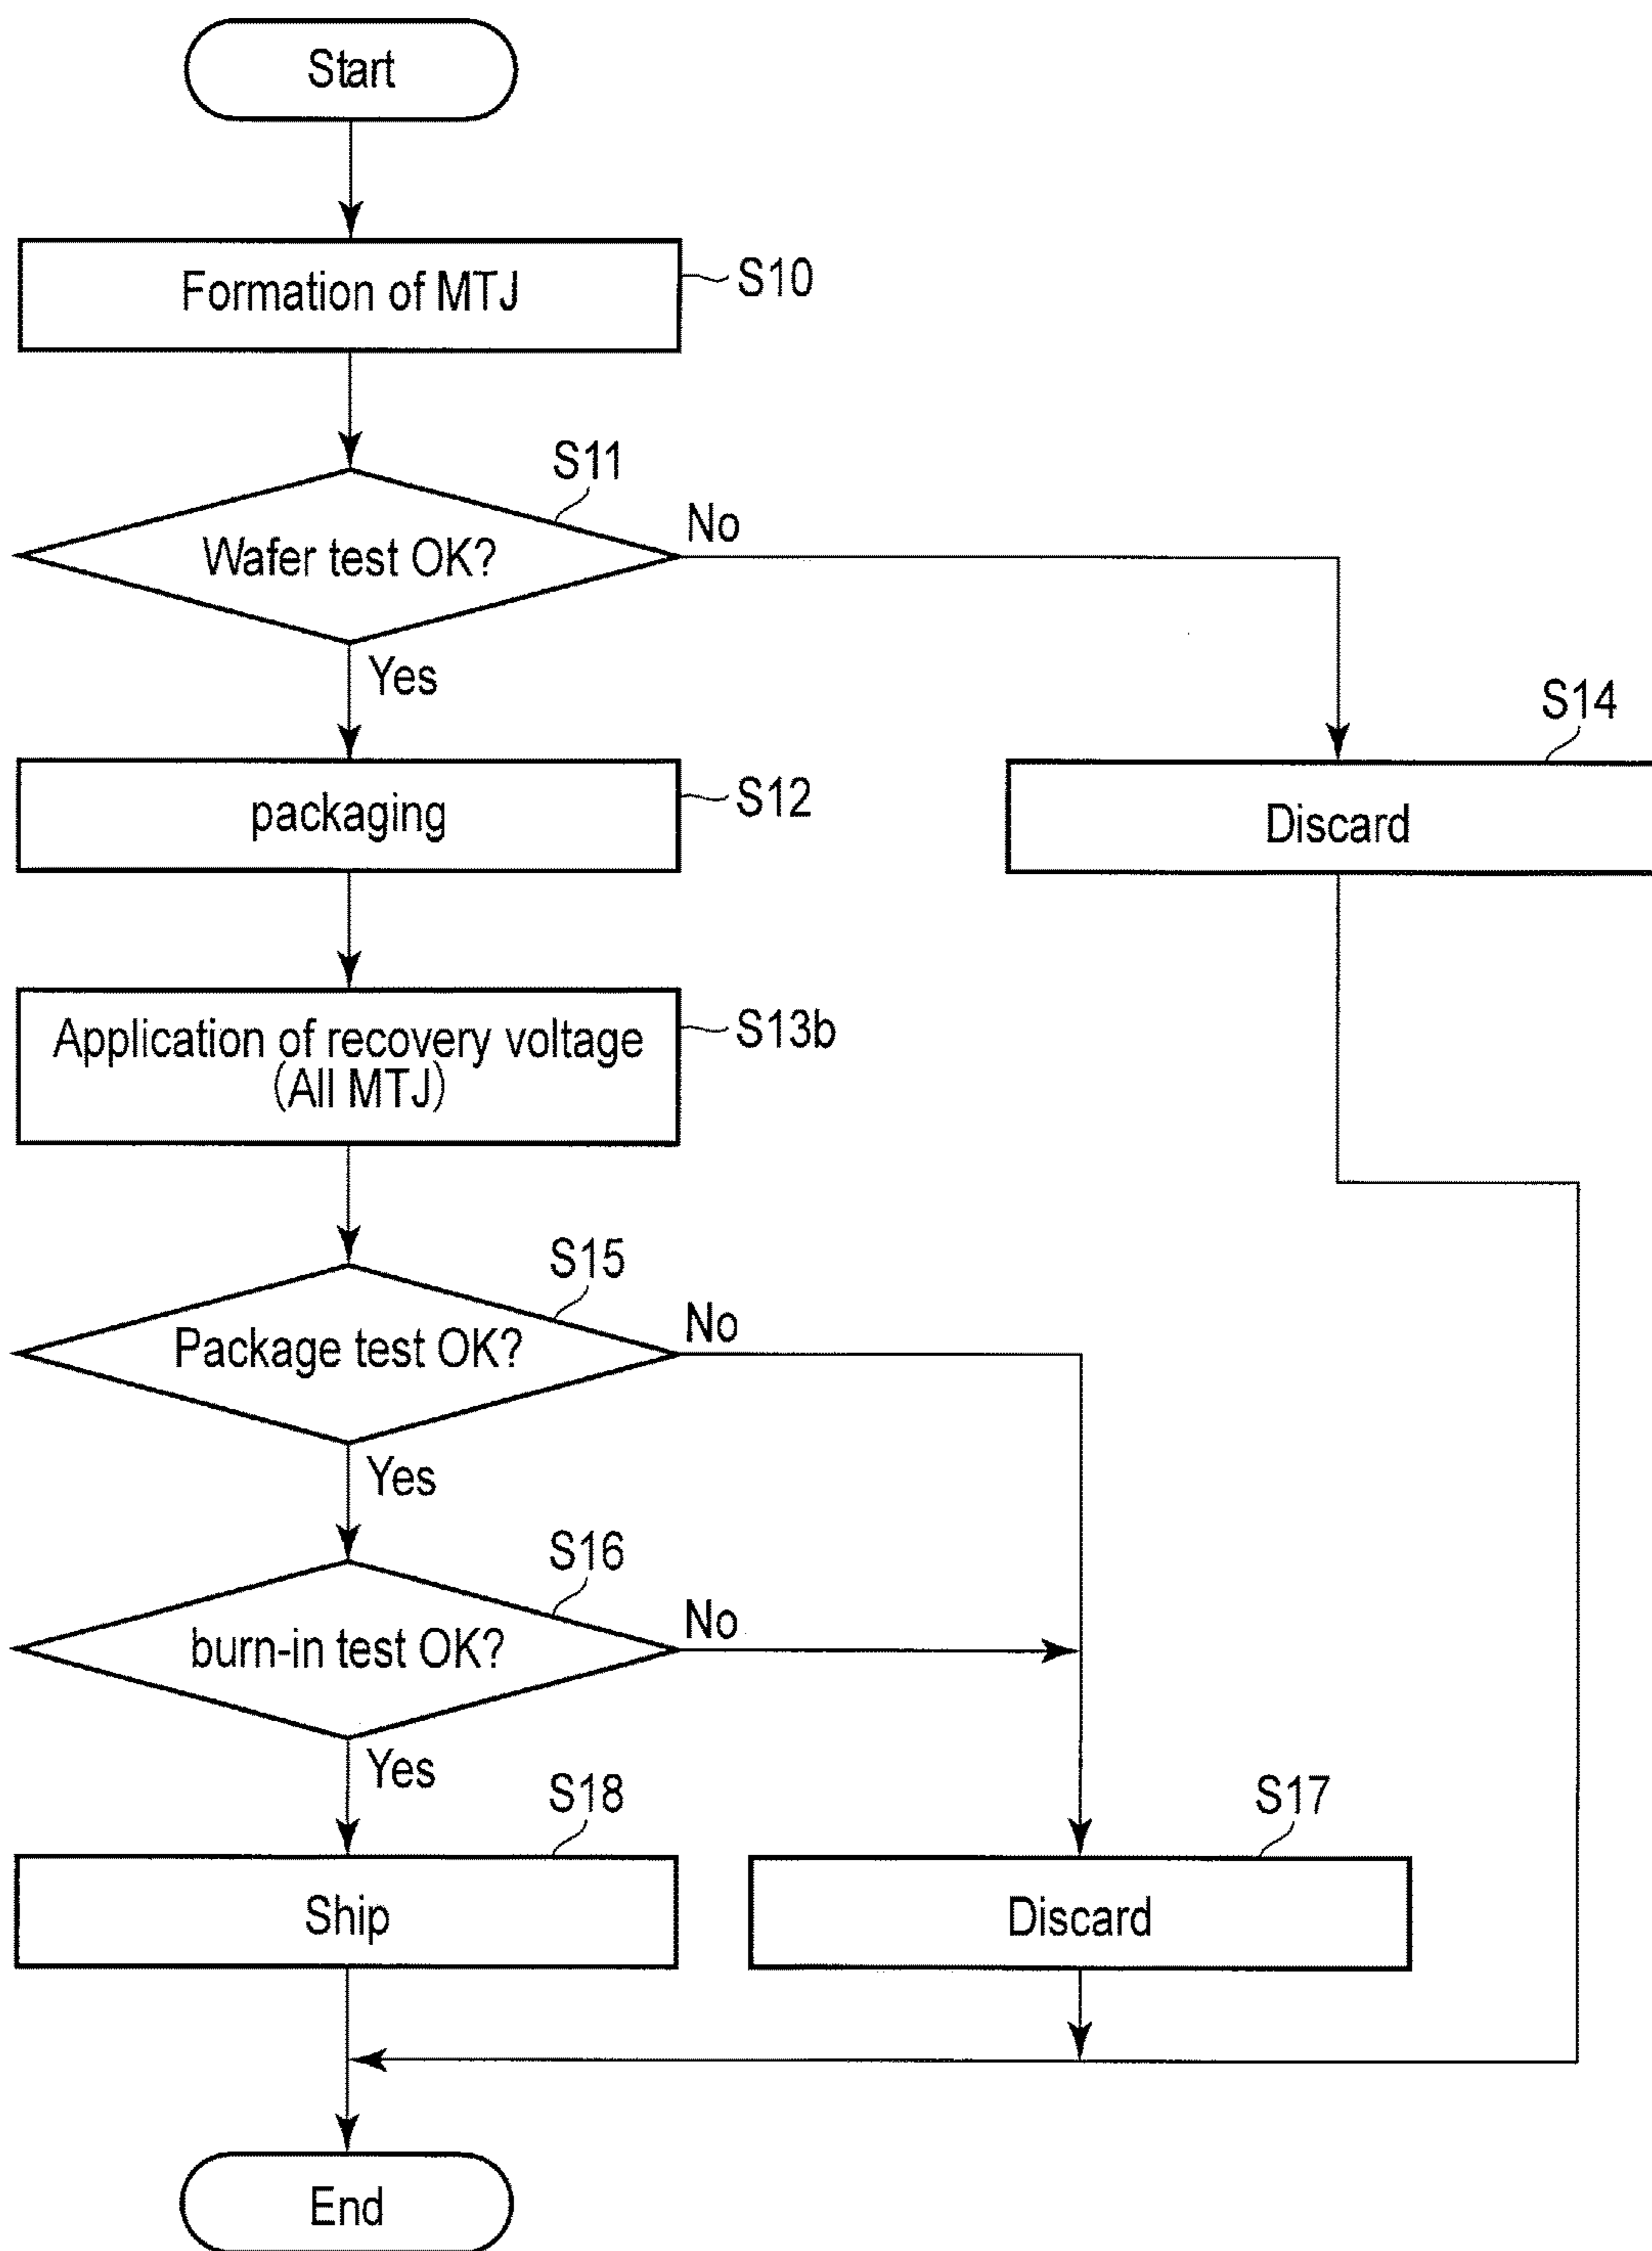 Start
Formation of MTJ
S10
S11
Wafer test OK?
No
Yes
S14
packaging
S12
Discard
Application of recovery voltage
(All MTJ)
S13b
S15
Package test OK?
No
Yes
S16
burn-in test OK?
No
Yes
S18
S17
Ship
Discard
End